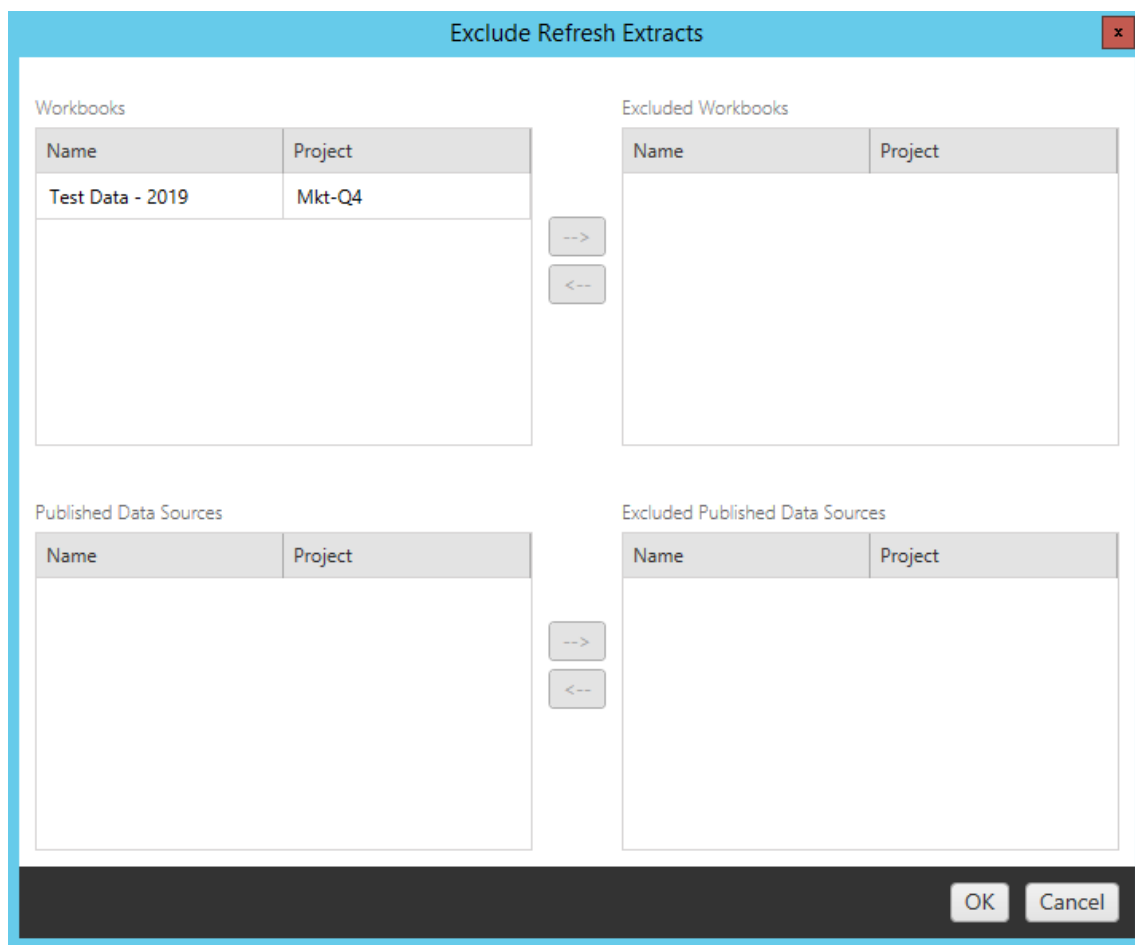 Exclude Refresh Extracts
x
Workbooks
Name Project
Test Data - 2019 Mkt-Q4
-->
<--
Excluded Workbooks
Name Project
Published Data Sources
Name Project
-->
<--
Excluded Published Data Sources
Name Project
OK Cancel